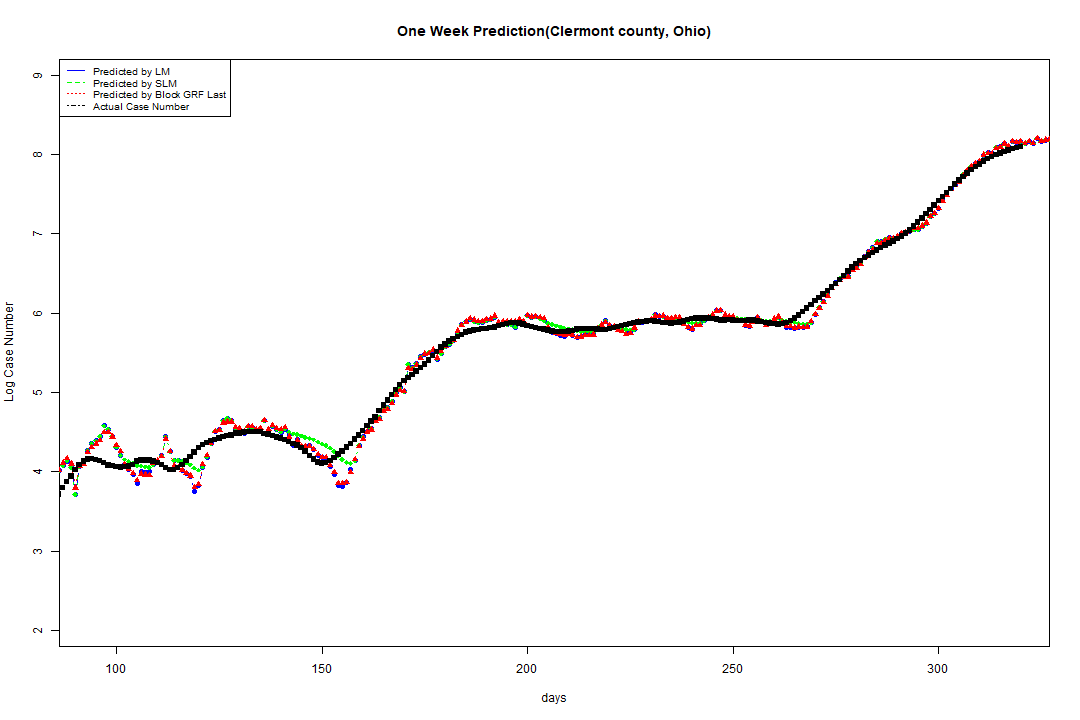 One Week Prediction(Clermont county, Ohio)
Predicted by LM
Predicted by SLM
Predicted by Block GRF Last
Actual Case Number
Log Case Number
9
8
7
6
5
4
3
2
100 150 200 250 300
days